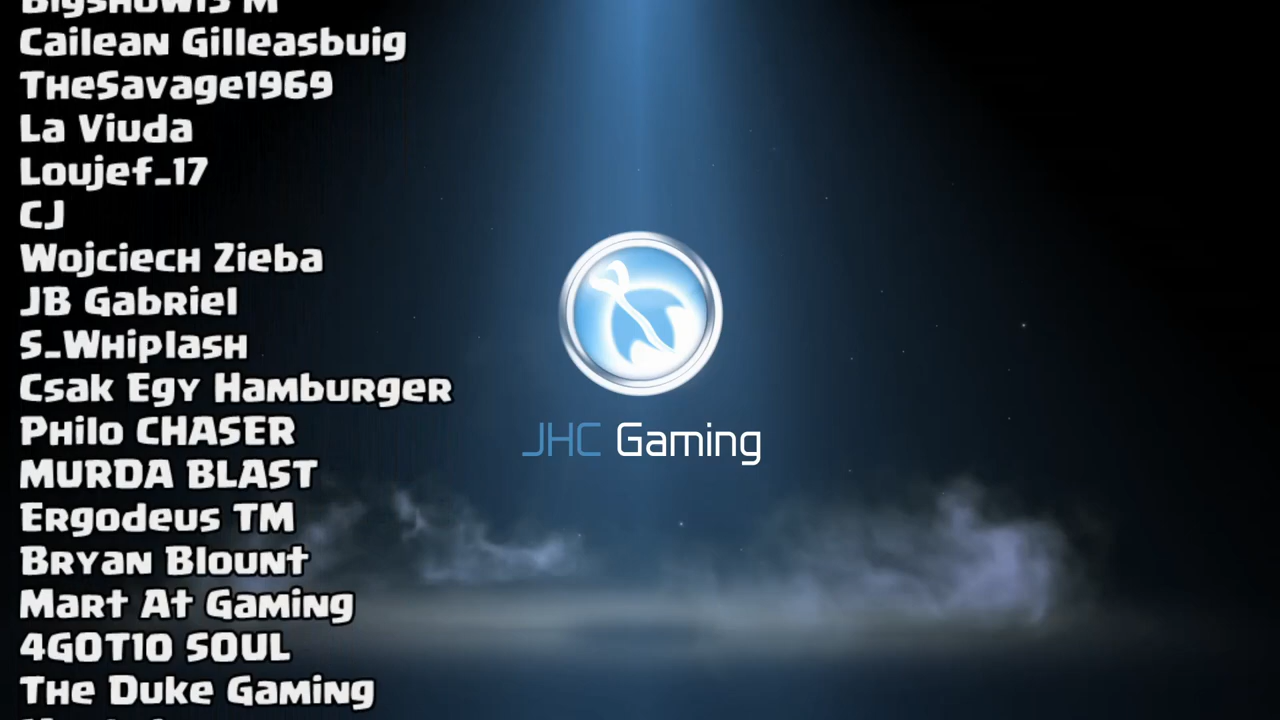 Cailean Gilleasbuig
TheSavage1969
La Viuda
Loujef_17
CJ
Wojciech Zieba
JB Gabriel
S_Whiplash
Csak Egy Hamburger
Philo CHASER
MURDA BLAST
Ergodeus TM
Bryan Blount
Mart At Gaming
4GOT10 SOUL
The Duke Gaming
JHC Gaming